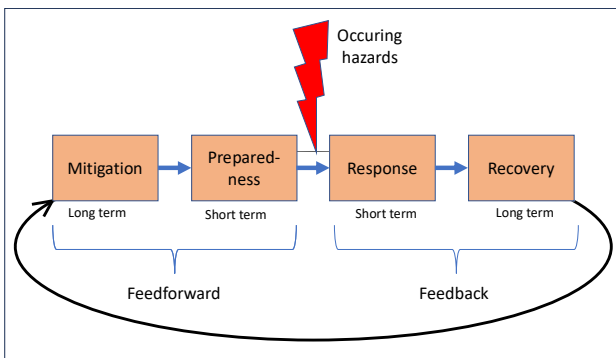 Occuring
hazards
Mitigation
Prepared-
ness
Response
Recovery
Long term
Short term
Short term
Long term
Feedforward
Feedback